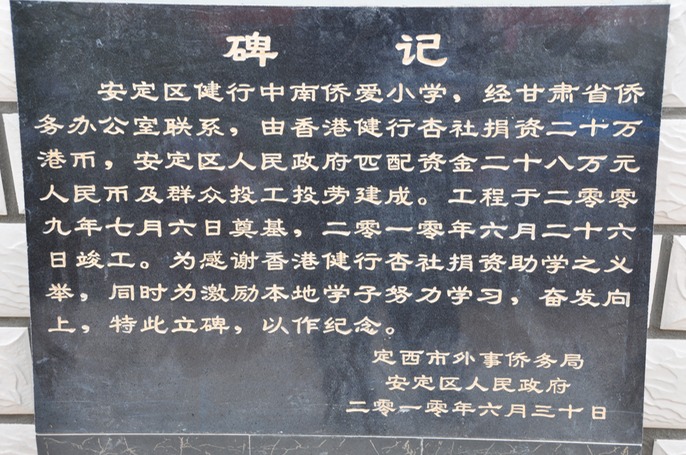 碑 记
安定区健行中南侨爱小学，经甘肃省侨
务办公室联系，由香港健行杏社捐资二十万
港币，安定区人民政府匹配资金二十八万元
人民币及群众投工投劳建成。工程于二零零
九年七月六日奠基，二零一零年六月二十六
日竣工。为感谢香港健行杏社捐资助学之义
举，同时为激励本地学子努力学习，奋发向
上，特此立碑，以作纪念。
定西市外事侨务局
安定区人民政府
二零一零年六月三十日